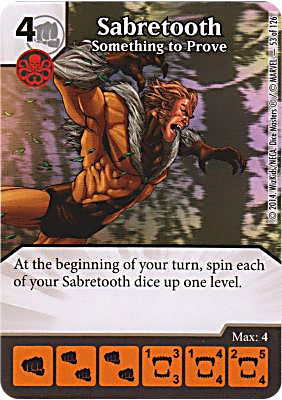 4
Sabretooth
Something to Prove
© 2014, WizKids/NECA. Dice Masters © / © MARVEL – 53 of 126
At the beginning of your turn, spin each
of your Sabretooth dice up one level.
Max: 4
1 3 3
1 4 4
2 5 4